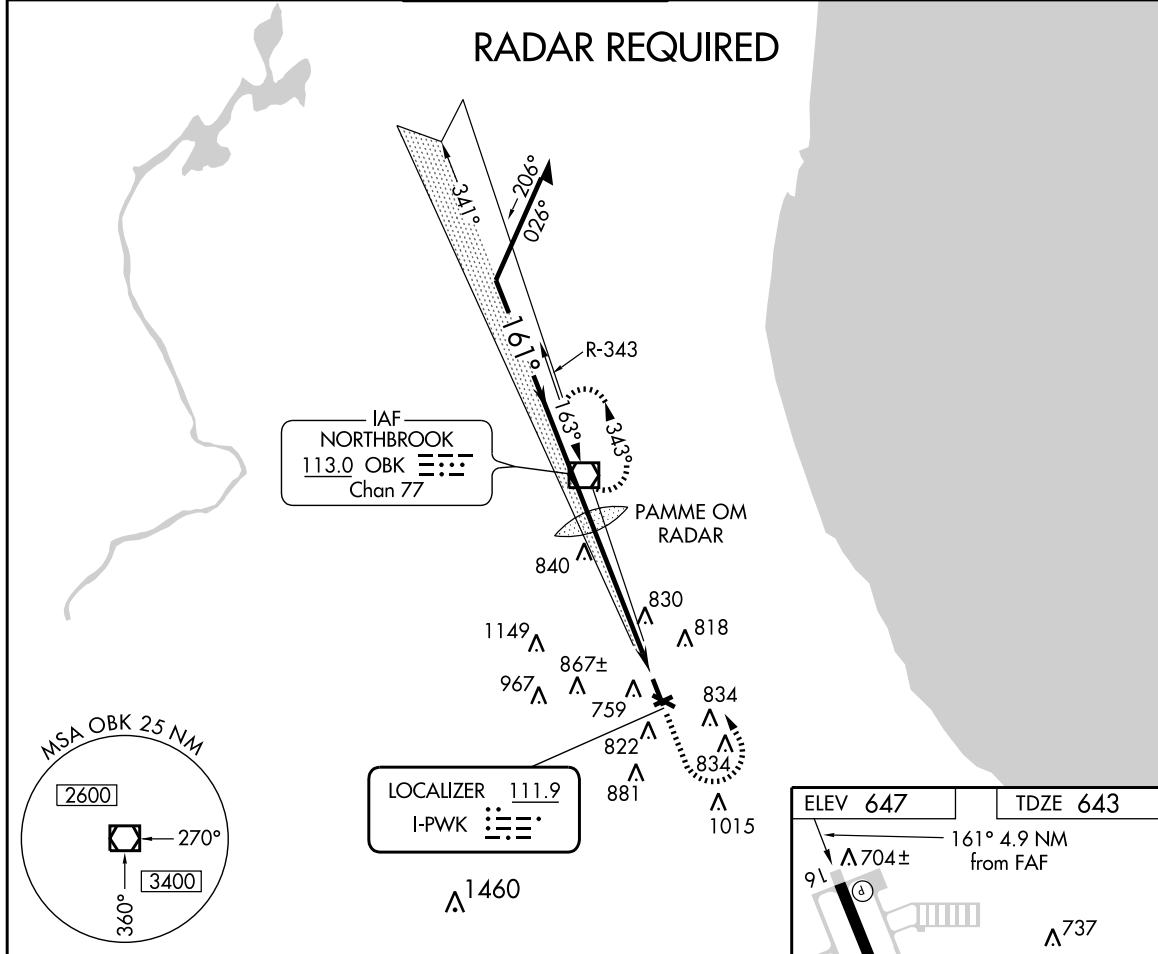 RADAR REQUIRED
341°
206°
026°
161°
R-343
163°
343°
IAF
NORTHBROOK
113.0 OBK
Chan 77
PAMME OM
RADAR
840
830
818
1149
867±
967
759
834
822
834
881
1015
MSA OBK 25 NM
2600
270°
3400
360°
LOCALIZER 111.9
I-PWK
1460
ELEV 647
TDZE 643
161° 4.9 NM
from FAF
704±
16
P
737